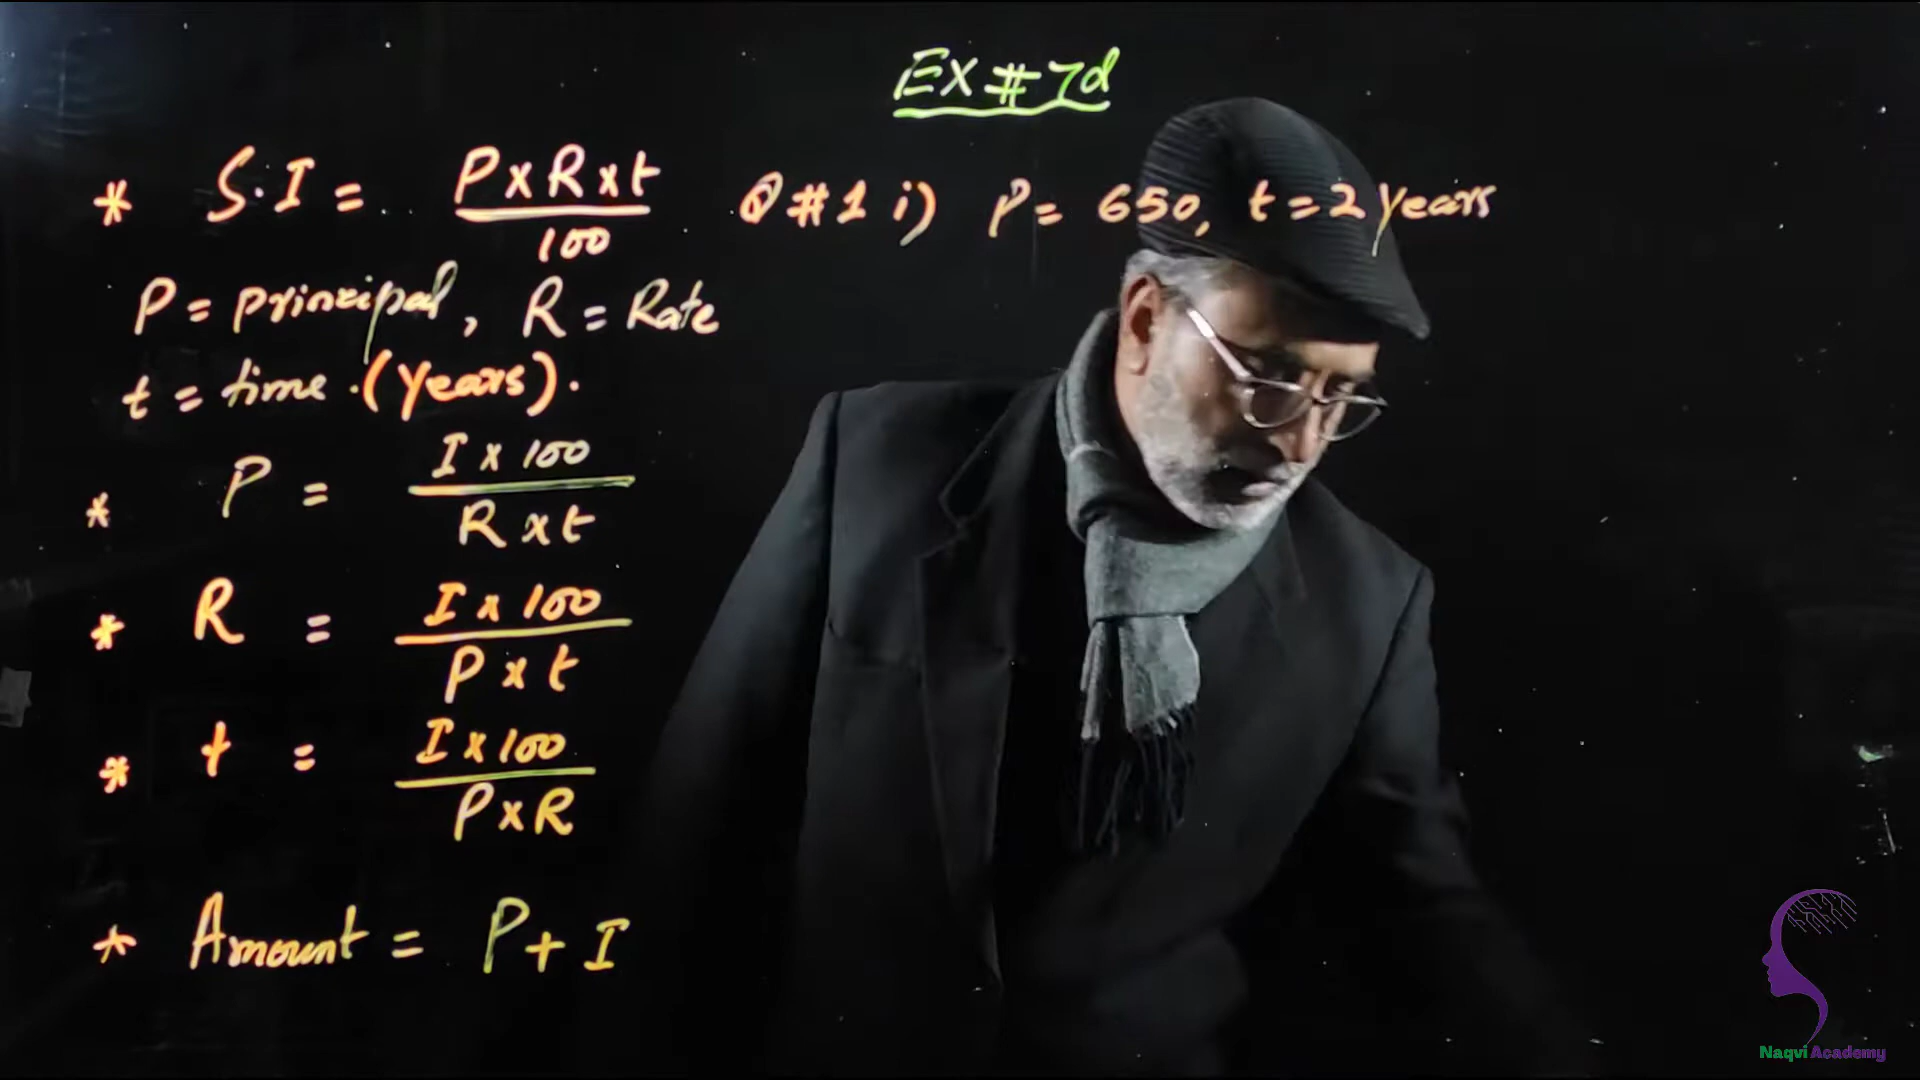 EX # 7d
* S.I = P x R x t / 100
P = principal, R = Rate
t = time. (Years).
* P = I x 100 / R x t
* R = I x 100 / P x t
* t = I x 100 / P x R
* Amount = P + I
Q # 1 i) P = 650, t = 2 years
Naqvi Academy